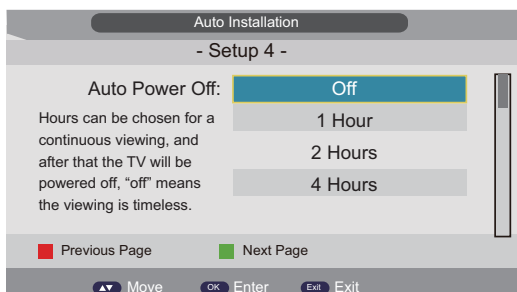 Auto Installation
- Setup 4 -
Auto Power Off:
Off
Hours can be chosen for a
continuous viewing, and
after that the TV will be
powered off, “off” means
the viewing is timeless.
1 Hour
2 Hours
4 Hours
Previous Page Next Page
Move OK Enter Exit Exit